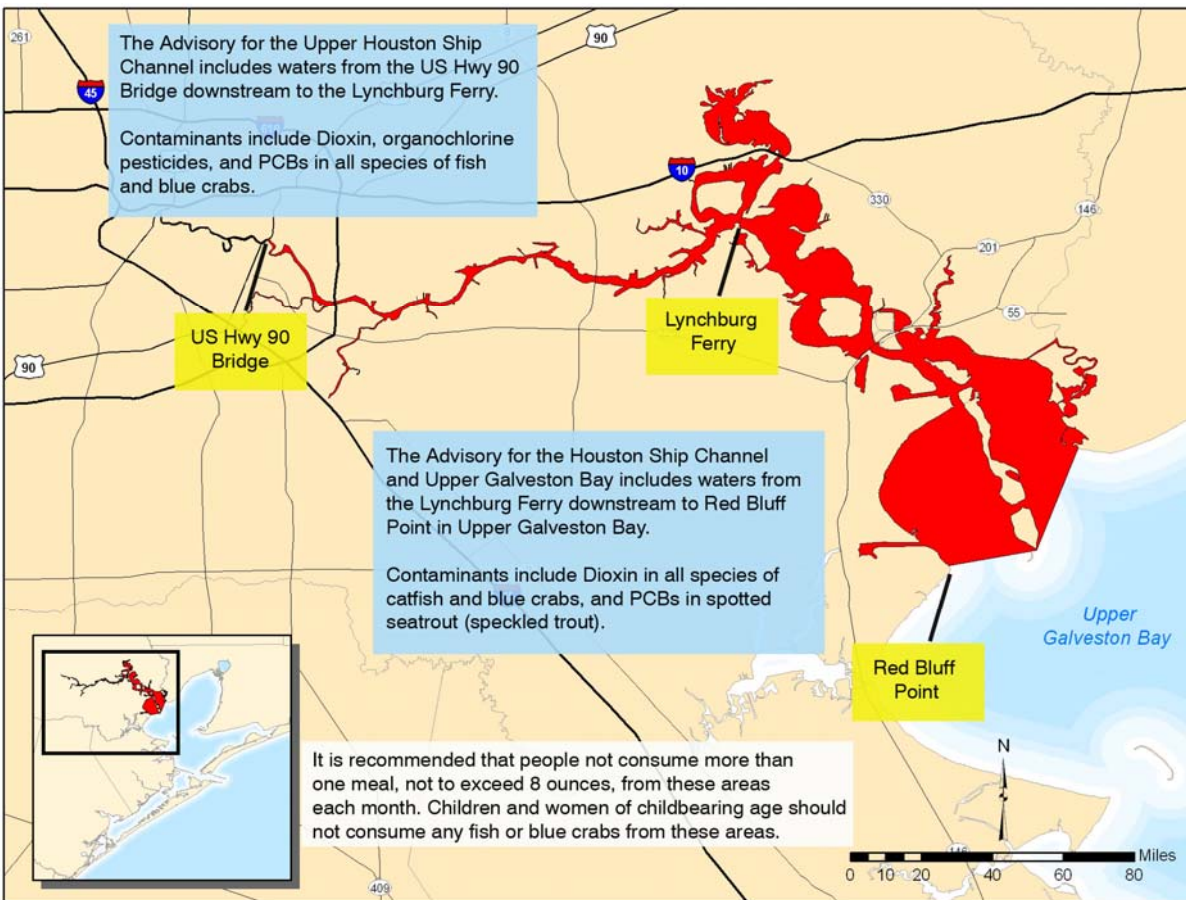 261
90
45
The Advisory for the Upper Houston Ship
Channel includes waters from the US Hwy 90
Bridge downstream to the Lynchburg Ferry.
Contaminants include Dioxin, organochlorine
pesticides, and PCBs in all species of fish
and blue crabs.
10
330
146
201
55
US Hwy 90
Bridge
Lynchburg
Ferry
90
The Advisory for the Houston Ship Channel
and Upper Galveston Bay includes waters from
the Lynchburg Ferry downstream to Red Bluff
Point in Upper Galveston Bay.
Contaminants include Dioxin in all species of
catfish and blue crabs, and PCBs in spotted
seatrout (speckled trout).
Upper
Galveston Bay
Red Bluff
Point
It is recommended that people not consume more than
one meal, not to exceed 8 ounces, from these areas
each month. Children and women of childbearing age should
not consume any fish or blue crabs from these areas.
N
146
Miles
0 10 20 40 60 80
409